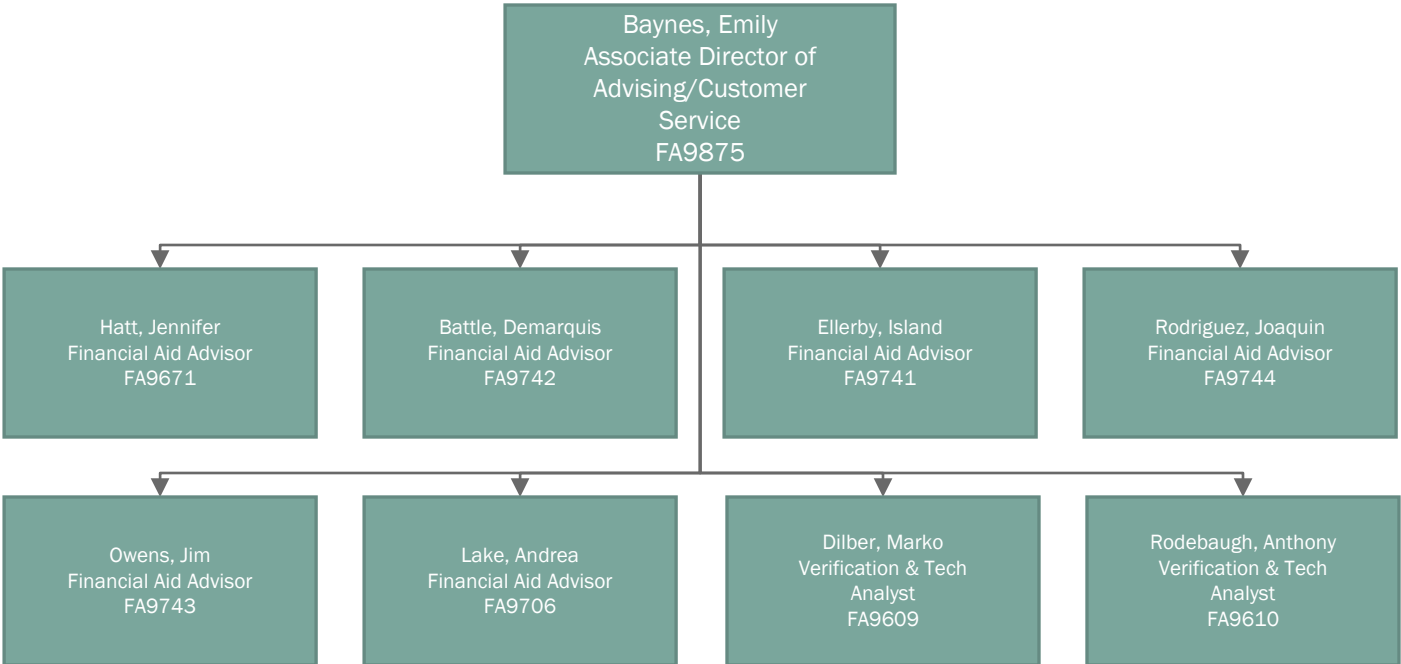 Baynes, Emily
Associate Director of
Advising/Customer
Service
FA9875
Hatt, Jennifer
Financial Aid Advisor
FA9671
Battle, Demarquis
Financial Aid Advisor
FA9742
Ellerby, Island
Financial Aid Advisor
FA9741
Rodriguez, Joaquin
Financial Aid Advisor
FA9744
Owens, Jim
Financial Aid Advisor
FA9743
Lake, Andrea
Financial Aid Advisor
FA9706
Dilber, Marko
Verification & Tech
Analyst
FA9609
Rodebaugh, Anthony
Verification & Tech
Analyst
FA9610